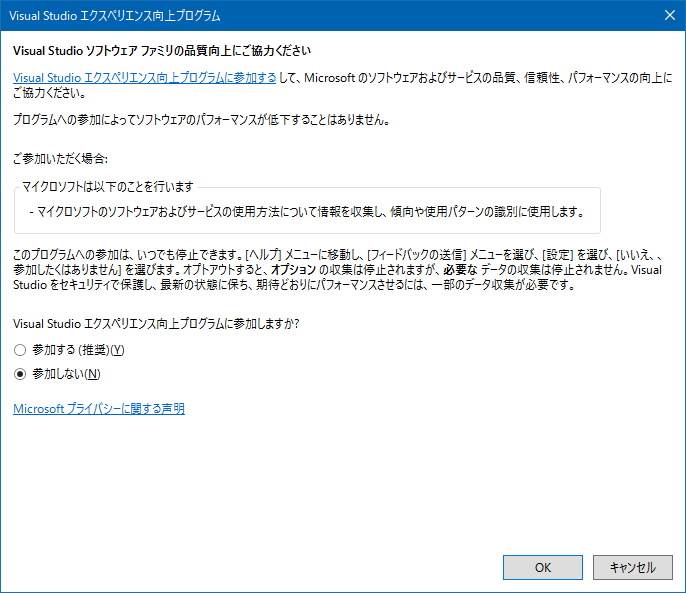 Visual Studio エクスペリエンス向上プログラム
Visual Studio ソフトウェア ファミリの品質向上にご協力ください
Visual Studio エクスペリエンス向上プログラムに参加する して、Microsoft のソフトウェアおよびサービスの品質、信頼性、パフォーマンスの向上に
ご協力ください。
プログラムへの参加によってソフトウェアのパフォーマンスが低下することはありません。
ご参加いただく場合:
マイクロソフトは以下のことを行います
- マイクロソフトのソフトウェアおよびサービスの使用方法について情報を収集し、傾向や使用パターンの識別に使用します。
このプログラムへの参加は、いつでも停止できます。[ヘルプ] メニューに移動し、[フィードバックの送信] メニューを選び、[設定] を選び、[いいえ、、
参加したくはありません] を選びます。オプトアウトすると、オプション の収集は停止されますが、必要な データの収集は停止されません。Visual
Studio をセキュリティで保護し、最新の状態に保ち、期待どおりにパフォーマンスさせるには、一部のデータ収集が必要です。
Visual Studio エクスペリエンス向上プログラムに参加しますか?
参加する (推奨)(Y)
参加しない(N)
Microsoft プライバシーに関する声明
OK
キャンセル